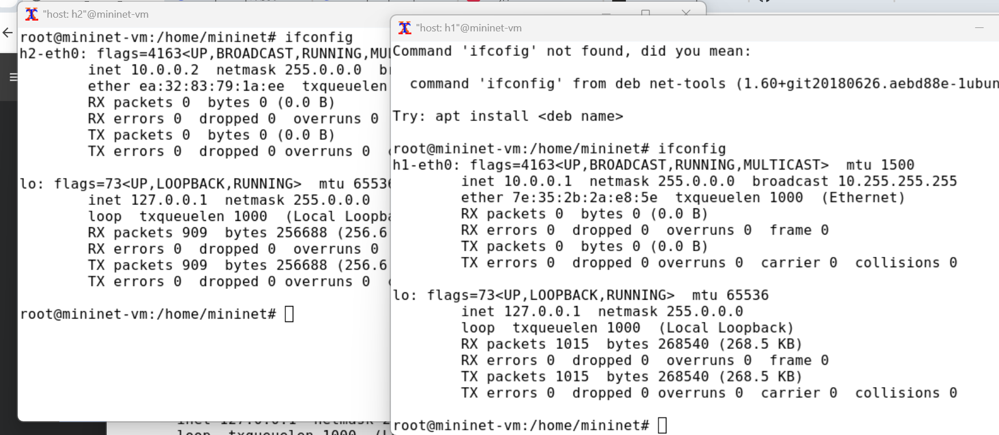 "host: h2"@mininet-vm
root@mininet-vm:/home/mininet# ifconfig
h2-eth0: flags=4163<UP,BROADCAST,RUNNING,MUL
inet 10.0.0.2 netmask 255.0.0.0
ether ea:32:83:79:1a:ee txqueuelen
RX packets 0 bytes 0 (0.0 B)
RX errors 0 dropped 0 overruns 0
TX packets 0 bytes 0 (0.0 B)
TX errors 0 dropped 0 overruns 0
lo: flags=73<UP,LOOPBACK,RUNNING> mtu 65536
inet 127.0.0.1 netmask 255.0.0.0
loop txqueuelen 1000 (Local Loopba
RX packets 909 bytes 256688 (256.6
RX errors 0 dropped 0 overruns 0
TX packets 909 bytes 256688 (256.6
TX errors 0 dropped 0 overruns 0
root@mininet-vm:/home/mininet#
"host: h1"@mininet-vm
Command 'ifcofig' not found, did you mean:
command 'ifconfig' from deb net-tools (1.60+git20180626.aebd88e-1ubun
Try: apt install <deb name>
root@mininet-vm:/home/mininet# ifconfig
h1-eth0: flags=4163<UP,BROADCAST,RUNNING,MULTICAST> mtu 1500
inet 10.0.0.1 netmask 255.0.0.0 broadcast 10.255.255.255
ether 7e:35:2b:2a:e8:5e txqueuelen 1000 (Ethernet)
RX packets 0 bytes 0 (0.0 B)
RX errors 0 dropped 0 overruns 0 frame 0
TX packets 0 bytes 0 (0.0 B)
TX errors 0 dropped 0 overruns 0 carrier 0 collisions 0
lo: flags=73<UP,LOOPBACK,RUNNING> mtu 65536
inet 127.0.0.1 netmask 255.0.0.0
loop txqueuelen 1000 (Local Loopback)
RX packets 1015 bytes 268540 (268.5 KB)
RX errors 0 dropped 0 overruns 0 frame 0
TX packets 1015 bytes 268540 (268.5 KB)
TX errors 0 dropped 0 overruns 0 carrier 0 collisions 0
root@mininet-vm:/home/mininet#